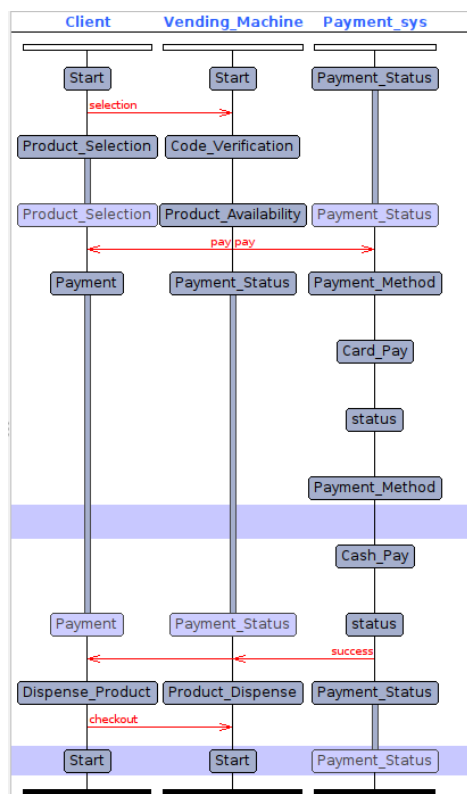 Client Vending_Machine Payment_sys
Start Start Payment_Status
selection
Product_Selection Code_Verification
Product_Selection Product_Availability Payment_Status
pay pay
Payment Payment_Status Payment_Method
Card_Pay
status
Payment_Method
Cash_Pay
Payment Payment_Status status
success
Dispense_Product Product_Dispense Payment_Status
checkout
Start Start Payment_Status